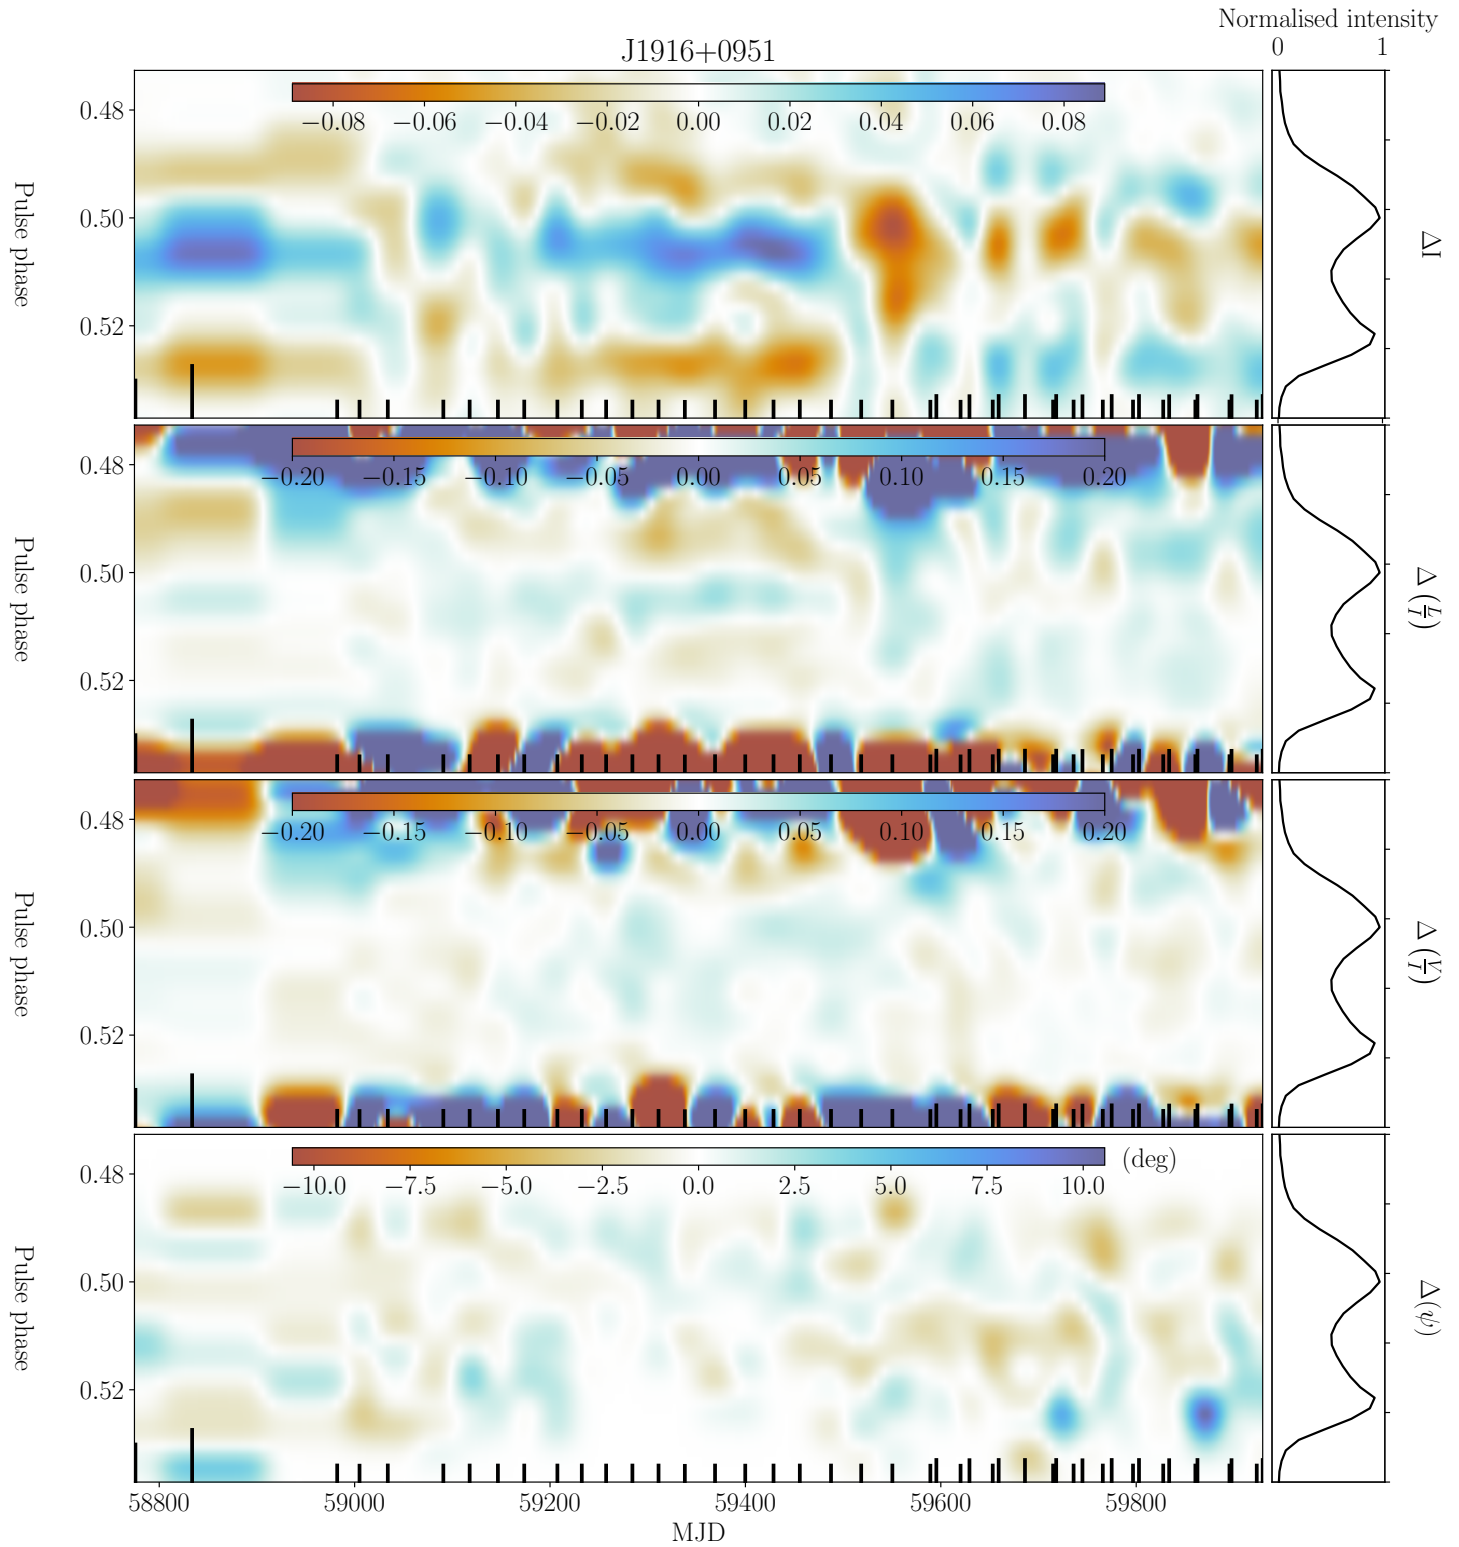 Normalised intensity
J1916+0951
0 1
−0.08 −0.06 −0.04 −0.02 0.00 0.02 0.04 0.06 0.08
0.48
0.50
0.52
Pulse phase
ΔI
−0.20 −0.15 −0.10 −0.05 0.00 0.05 0.10 0.15 0.20
0.48
0.50
0.52
Pulse phase
Δ(L/I)
−0.20 −0.15 −0.10 −0.05 0.00 0.05 0.10 0.15 0.20
0.48
0.50
0.52
Pulse phase
Δ(V/I)
(deg)
−10.0 −7.5 −5.0 −2.5 0.0 2.5 5.0 7.5 10.0
0.48
0.50
0.52
Pulse phase
Δ(ψ)
58800 59000 59200 59400 59600 59800
MJD